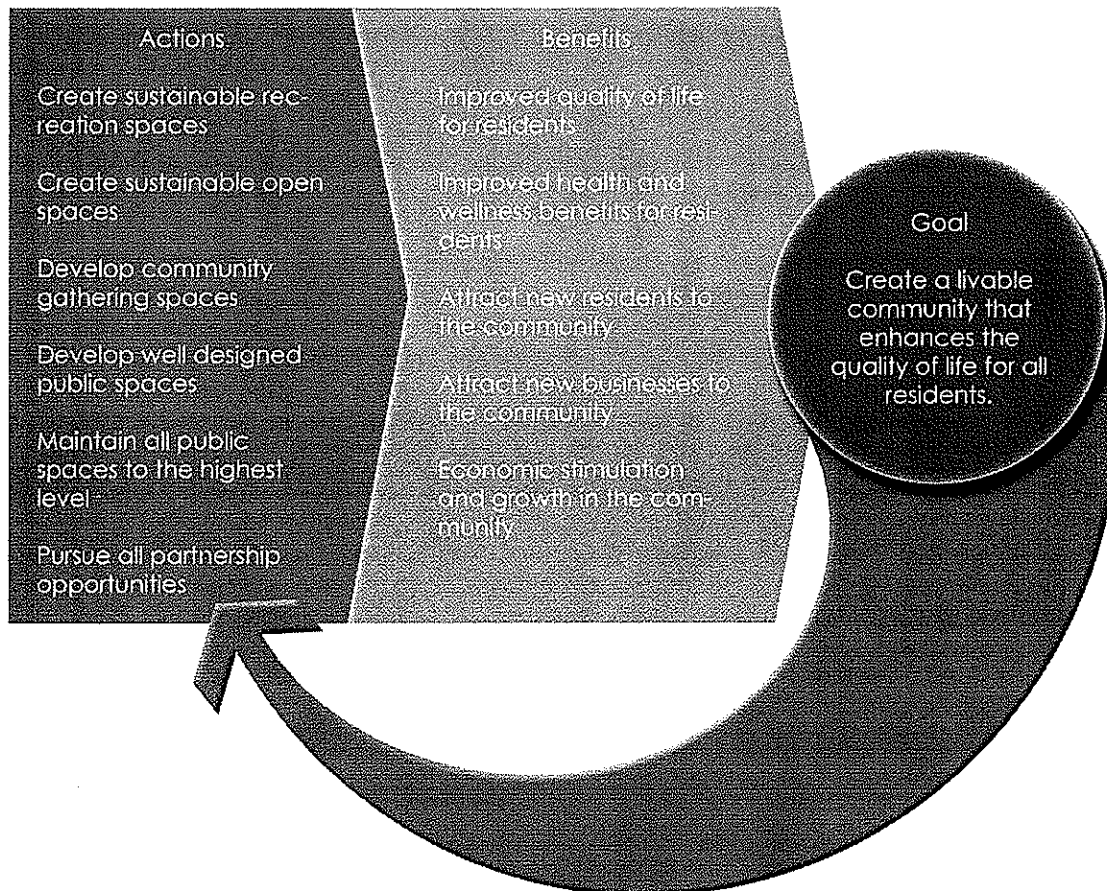 Actions
Create sustainable rec-
reation spaces
Create sustainable open
spaces
Develop community
gathering spaces
Develop well designed
public spaces
Maintain all public
spaces to the highest
level
Pursue all partnership
opportunities
Benefits
Improved quality of life
for residents
Improved health and
wellness benefits for resi-
dents
Attract new residents to
the community
Attract new businesses to
the community
Economic stimulation
and growth in the com-
munity
Goal
Create a livable
community that
enhances the
quality of life for all
residents.